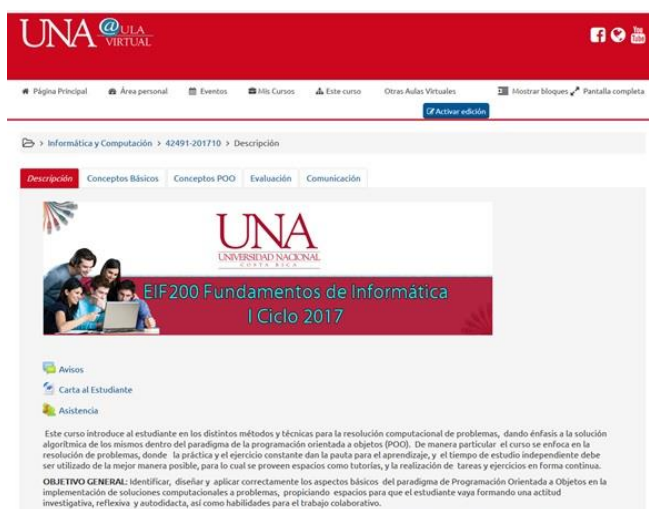 UNA @ULA VIRTUAL
You Tube
Página Principal Área personal Eventos Mis Cursos Este curso Otras Aulas Virtuales Mostrar bloques Pantalla completa
Activar edición
> Informática y Computación > 42491-201710 > Descripción
Descripción Conceptos Básicos Conceptos POO Evaluación Comunicación
UNA
UNIVERSIDAD NACIONAL
COSTA RICA
EIF200 Fundamentos de Informática
I Ciclo 2017
Avisos
Carta al Estudiante
Asistencia
Este curso introduce al estudiante en los distintos métodos y técnicas para la resolución computacional de problemas, dando énfasis a la solución
algorítmica de los mismos dentro del paradigma de la programación orientada a objetos (POO). De manera particular el curso se enfoca en la
resolución de problemas, donde la práctica y el ejercicio constante dan la pauta para el aprendizaje, y el tiempo de estudio independiente debe
ser utilizado de la mejor manera posible, para lo cual se proveen espacios como tutorías, y la realización de tareas y ejercicios en forma continua.
OBJETIVO GENERAL: Identificar, diseñar y aplicar correctamente los aspectos básicos del paradigma de Programación Orientada a Objetos en la
implementación de soluciones computacionales a problemas, propiciando espacios para que el estudiante vaya formando una actitud
investigativa, reflexiva y autodidacta, así como habilidades para el trabajo colaborativo.